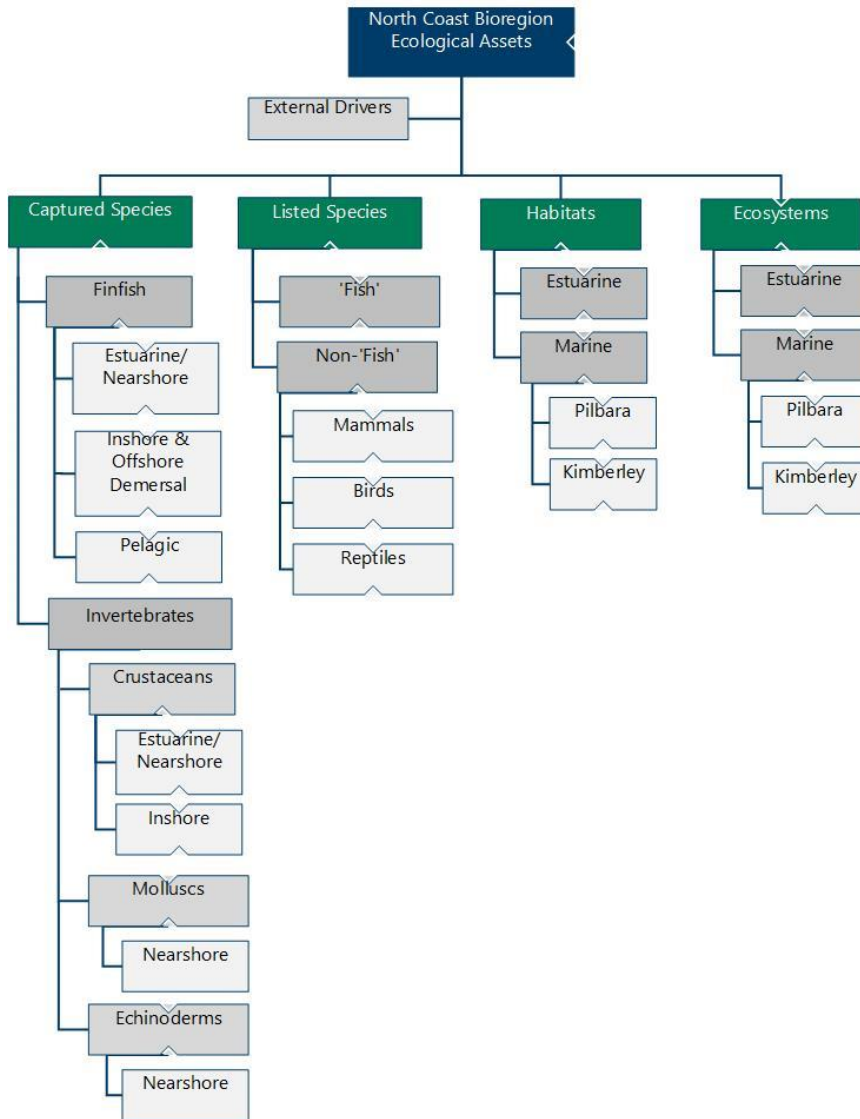 North Coast Bioregion
Ecological Assets
External Drivers
Captured Species
Finfish
Estuarine/
Nearshore
Inshore &
Offshore
Demersal
Pelagic
Invertebrates
Crustaceans
Estuarine/
Nearshore
Inshore
Molluscs
Nearshore
Echinoderms
Nearshore
Listed Species
'Fish'
Non-'Fish'
Mammals
Birds
Reptiles
Habitats
Estuarine
Marine
Pilbara
Kimberley
Ecosystems
Estuarine
Marine
Pilbara
Kimberley